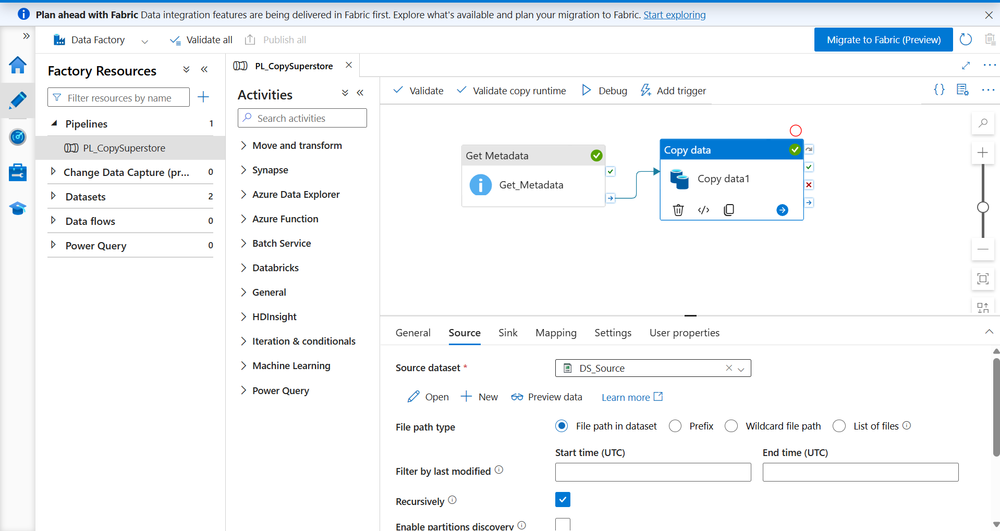 Plan ahead with Fabric Data integration features are being delivered in Fabric first. Explore what's available and plan your migration to Fabric. Start exploring
Data Factory
Validate all
Publish all
Migrate to Fabric (Preview)
Factory Resources
Filter resources by name
Pipelines 1
PL_CopySuperstore
Change Data Capture (pr... 0
Datasets 2
Data flows 0
Power Query 0
PL_CopySuperstore
Activities
Search activities
Move and transform
Synapse
Azure Data Explorer
Azure Function
Batch Service
Databricks
General
HDInsight
Iteration & conditionals
Machine Learning
Power Query
Validate
Validate copy runtime
Debug
Add trigger
Get Metadata
Get_Metadata
Copy data
Copy data1
General
Source
Sink
Mapping
Settings
User properties
Source dataset *
DS_Source
Open
New
Preview data
Learn more
File path type
File path in dataset
Prefix
Wildcard file path
List of files
Start time (UTC)
End time (UTC)
Filter by last modified
Recursively
Enable partitions discovery